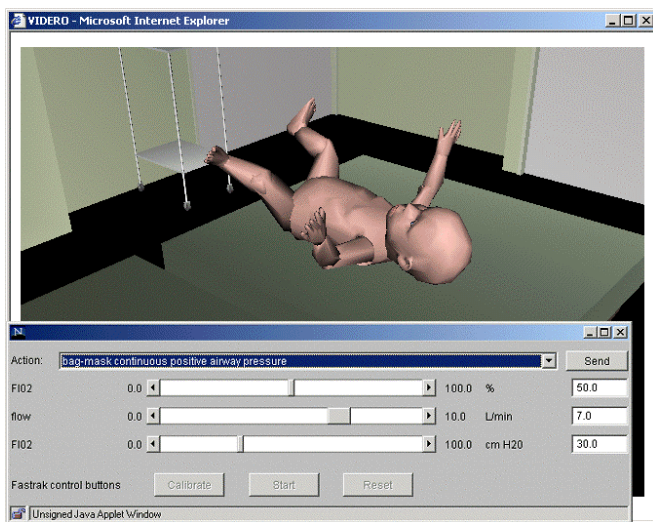 VIDERO - Microsoft Internet Explorer
Action: bag-mask continuous positive airway pressure Send
FI02 0.0 100.0 % 50.0
flow 0.0 10.0 L/min 7.0
FI02 0.0 100.0 cm H20 30.0
Fastrak control buttons Calibrate Start Reset
Unsigned Java Applet Window